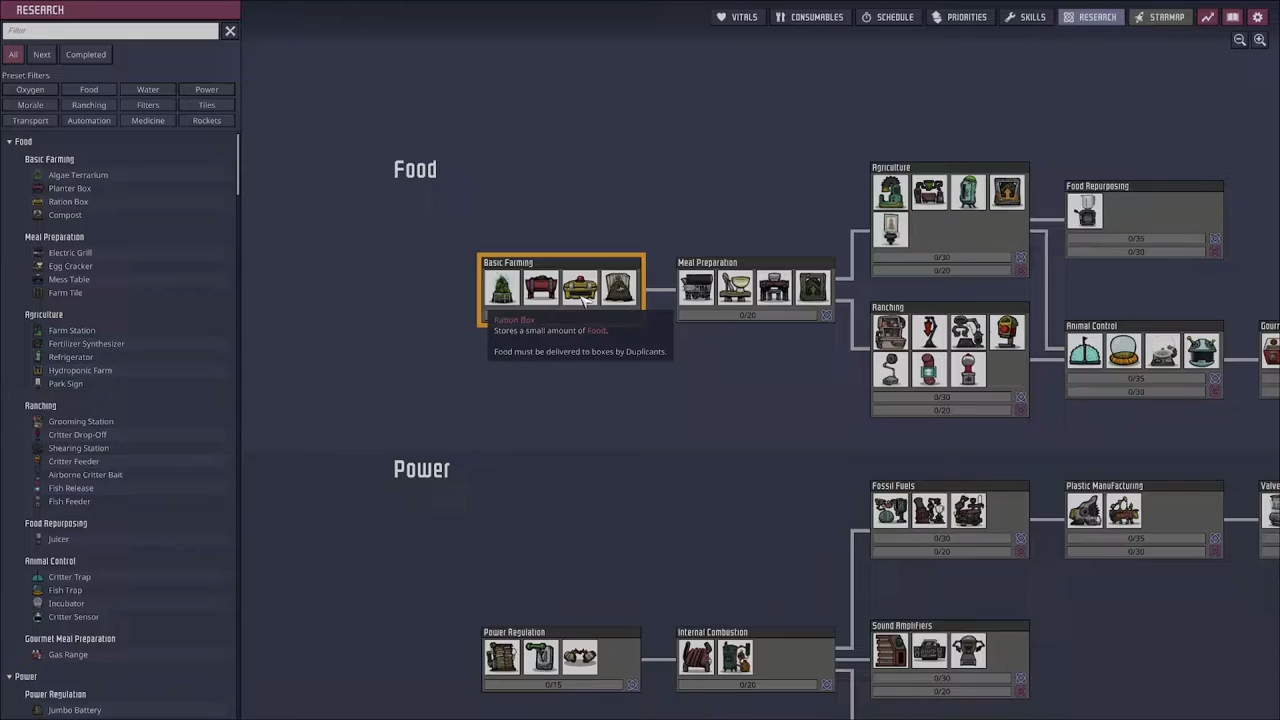 RESEARCH
VITALS
CONSUMABLES
SCHEDULE
PRIORITIES
SKILLS
RESEARCH
STARMAP
Filter
All
Next
Completed
Preset Filters
Oxygen
Food
Water
Power
Morale
Ranching
Filters
Tiles
Transport
Automation
Medicine
Rockets
Food
Basic Farming
Algae Terrarium
Planter Box
Ration Box
Compost
Meal Preparation
Electric Grill
Egg Cracker
Mess Table
Farm Tile
Agriculture
Farm Station
Fertilizer Synthesizer
Refrigerator
Hydroponic Farm
Park Sign
Ranching
Grooming Station
Critter Drop-Off
Shearing Station
Critter Feeder
Airborne Critter Bait
Fish Release
Fish Feeder
Food Repurposing
Juicer
Animal Control
Critter Trap
Fish Trap
Incubator
Critter Sensor
Gourmet Meal Preparation
Gas Range
Power
Power Regulation
Jumbo Battery
Food
Basic Farming
Ration Box
Stores a small amount of Food.
Food must be delivered to boxes by Duplicants.
Meal Preparation
0/20
Agriculture
0/30
0/20
Food Repurposing
0/35
0/30
Ranching
0/30
0/20
Animal Control
0/35
0/30
Gour
Power
Power Regulation
0/15
Internal Combustion
0/20
Fossil Fuels
0/30
0/20
Plastic Manufacturing
0/35
0/30
Valv
Sound Amplifiers
0/30
0/20